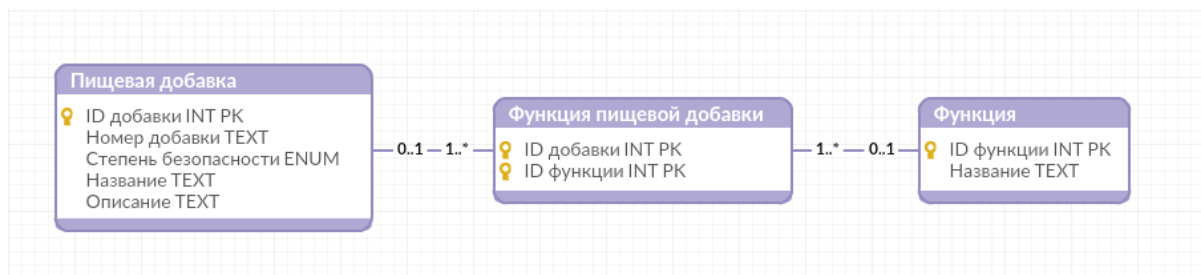 Пищевая добавка
ID добавки INT PK
Номер добавки TEXT
Степень безопасности ENUM
Название TEXT
Описание TEXT
0..1
1..*
Функция пищевой добавки
ID добавки INT PK
ID функции INT PK
1..*
0..1
Функция
ID функции INT PK
Название TEXT